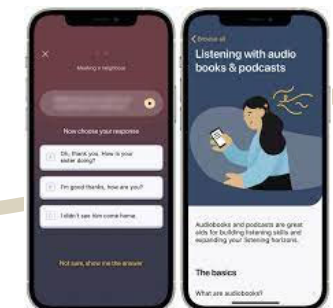 Meeting a neighbour
Now choose your response
Oh, thank you. How is your
sister doing?
I'm good thanks, how are you?
I didn't see him come home.
Not sure, show me the answer
Browse all
Listening with audio
books & podcasts
Audiobooks and podcasts are great
aids for building listening skills and
expanding your listening horizons.
The basics
What are audiobooks?